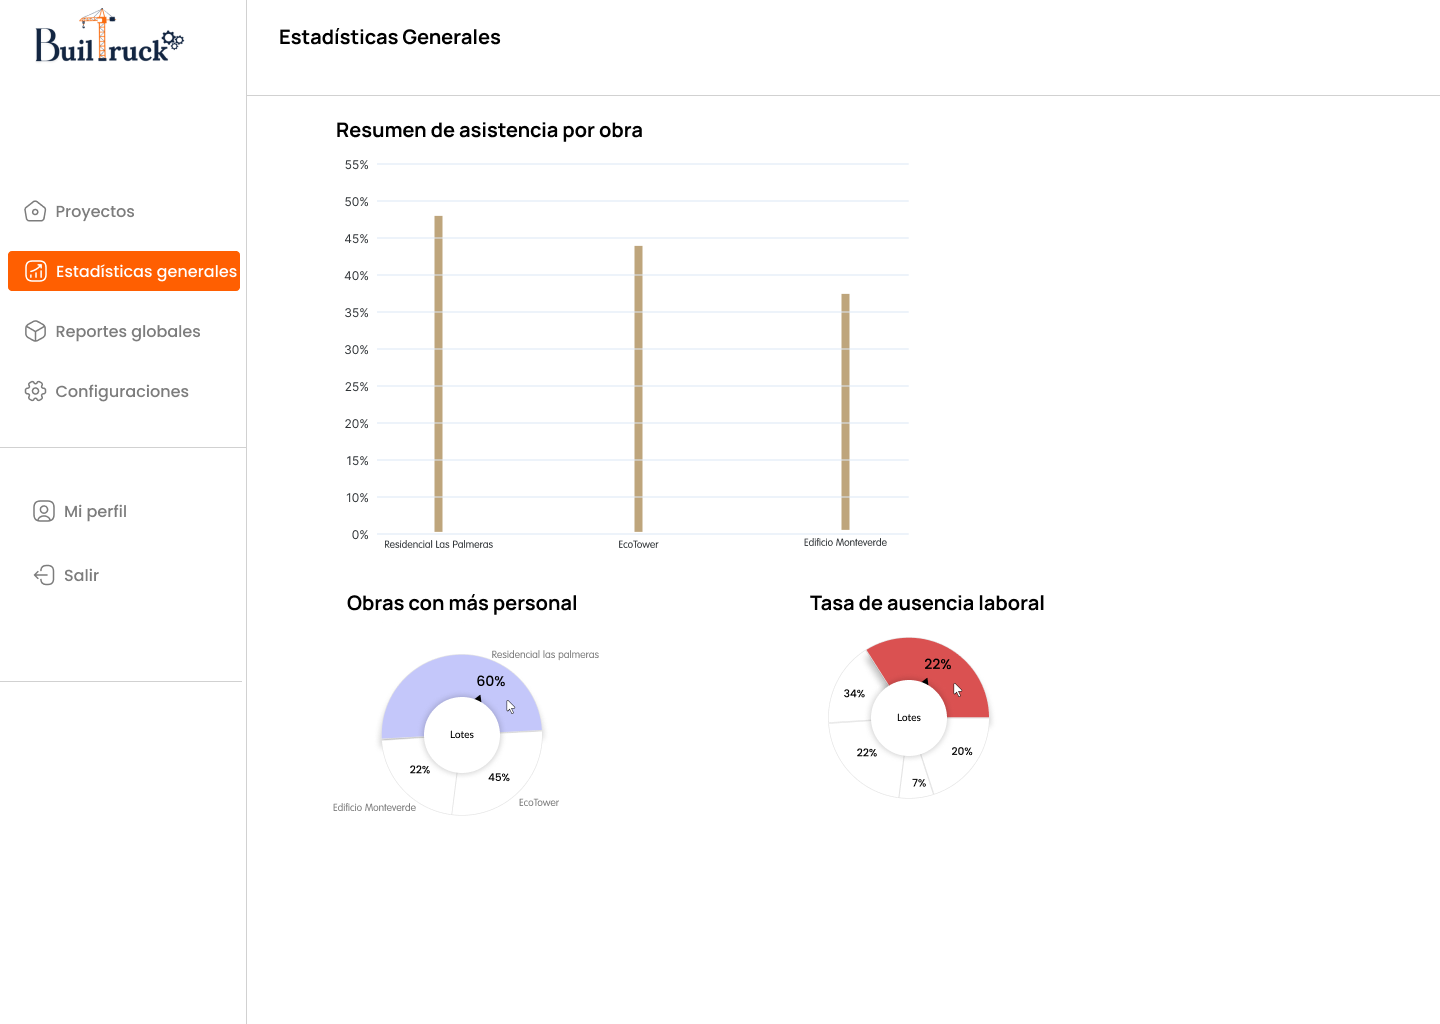 BuilTruck
Estadísticas Generales
Proyectos
Estadísticas generales
Reportes globales
Configuraciones
Mi perfil
Salir
Resumen de asistencia por obra
55%
50%
45%
40%
35%
30%
25%
20%
15%
10%
0%
Residencial Las Palmeras
EcoTower
Edificio Monteverde
Obras con más personal
Residencial las palmeras
60%
Lotes
22%
45%
Edificio Monteverde
EcoTower
Tasa de ausencia laboral
22%
34%
Lotes
22%
20%
7%